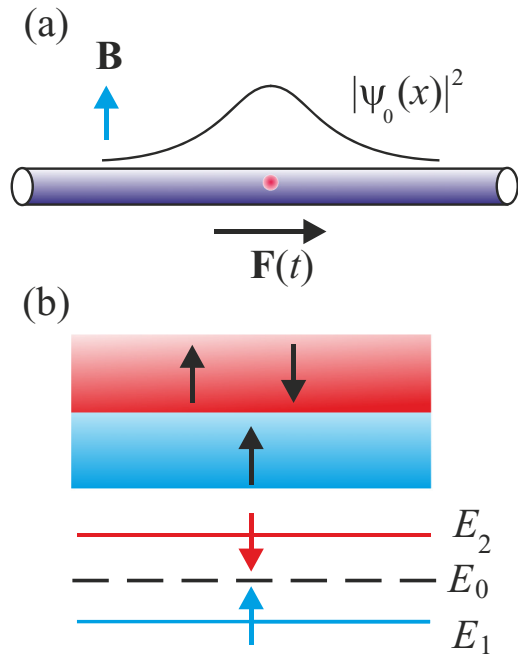 (a)
B
|ψ₀(x)|²
F(t)
(b)
E₂
E₀
E₁